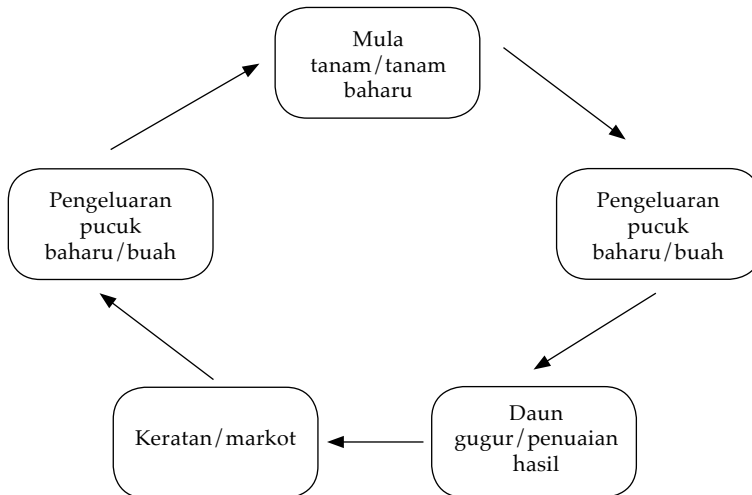 Mula
tanam/tanam
baharu
Pengeluaran
pucuk
baharu/buah
Pengeluaran
pucuk
baharu/buah
Keratan/markot
Daun
gugur/penuaian
hasil